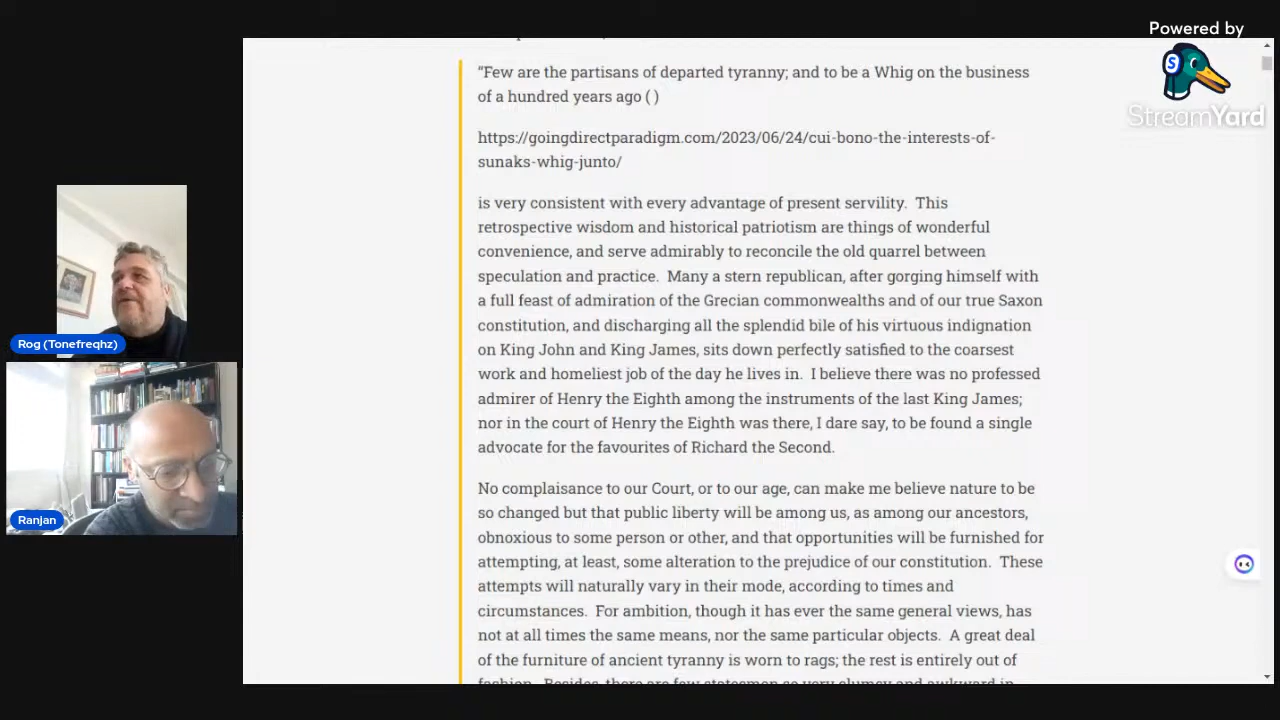 Powered by
S
StreamYard
“Few are the partisans of departed tyranny; and to be a Whig on the business
of a hundred years ago ( )
https://goingdirectparadigm.com/2023/06/24/cui-bono-the-interests-of-
sunaks-whig-junto/
is very consistent with every advantage of present servility.  This
retrospective wisdom and historical patriotism are things of wonderful
convenience, and serve admirably to reconcile the old quarrel between
speculation and practice.  Many a stern republican, after gorging himself with
a full feast of admiration of the Grecian commonwealths and of our true Saxon
constitution, and discharging all the splendid bile of his virtuous indignation
on King John and King James, sits down perfectly satisfied to the coarsest
work and homeliest job of the day he lives in.  I believe there was no professed
admirer of Henry the Eighth among the instruments of the last King James;
nor in the court of Henry the Eighth was there, I dare say, to be found a single
advocate for the favourites of Richard the Second.
No complaisance to our Court, or to our age, can make me believe nature to be
so changed but that public liberty will be among us, as among our ancestors,
obnoxious to some person or other, and that opportunities will be furnished for
attempting, at least, some alteration to the prejudice of our constitution.  These
attempts will naturally vary in their mode, according to times and
circumstances.  For ambition, though it has ever the same general views, has
not at all times the same means, nor the same particular objects.  A great deal
of the furniture of ancient tyranny is worn to rags; the rest is entirely out of
fashion.  Besides, there are few statesmen so very clumsy and awkward in
Rog (Tonefreqhz)
Ranjan